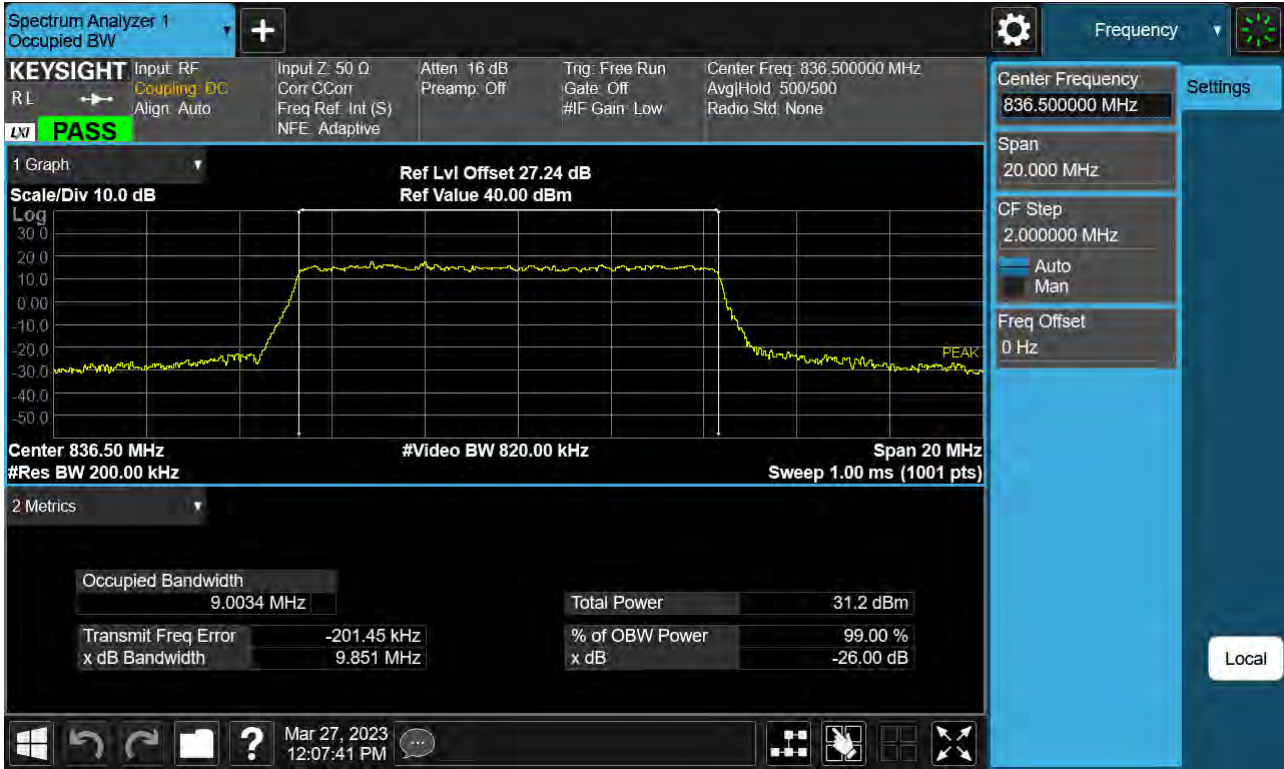 Spectrum Analyzer 1
Occupied BW
Frequency
KEYSIGHT
RL
LXI
PASS
Input: RF
Coupling: DC
Align: Auto
Input Z: 50 Ω
Corr CCorr
Freq Ref: Int (S)
NFE: Adaptive
Atten: 16 dB
Preamp: Off
Trig: Free Run
Gate: Off
#IF Gain: Low
Center Freq: 836.500000 MHz
Avg|Hold: 500/500
Radio Std: None
Center Frequency
836.500000 MHz
Settings
Span
20.000 MHz
CF Step
2.000000 MHz
Auto
Man
Freq Offset
0 Hz
1 Graph
Scale/Div 10.0 dB
Ref Lvl Offset 27.24 dB
Ref Value 40.00 dBm
Log
30.0
20.0
10.0
0.00
-10.0
-20.0
-30.0
-40.0
-50.0
PEAK
Center 836.50 MHz
#Video BW 820.00 kHz
Span 20 MHz
#Res BW 200.00 kHz
Sweep 1.00 ms (1001 pts)
2 Metrics
Occupied Bandwidth
9.0034 MHz
Total Power 31.2 dBm
Transmit Freq Error -201.45 kHz
% of OBW Power 99.00 %
x dB Bandwidth 9.851 MHz
x dB -26.00 dB
Local
?
Mar 27, 2023
12:07:41 PM